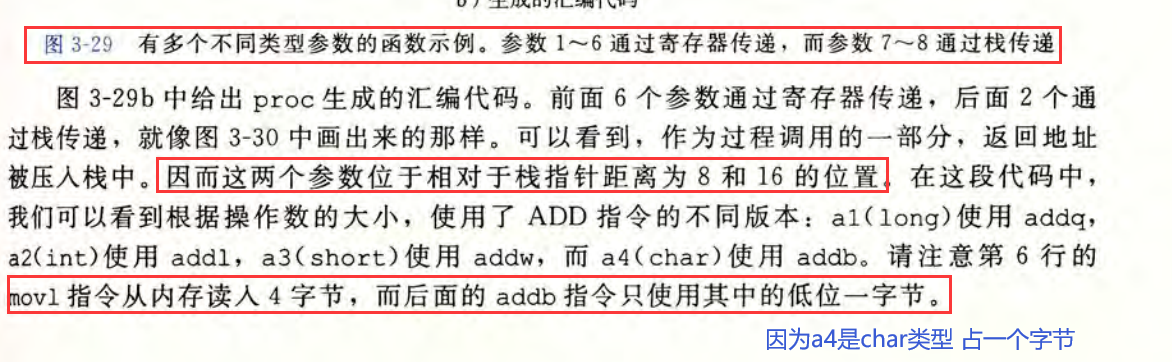 b）生成的汇编代码
图 3-29 有多个不同类型参数的函数示例。参数 1～6 通过寄存器传递，而参数 7～8 通过栈传递
图 3-29b 中给出 proc 生成的汇编代码。前面 6 个参数通过寄存器传递，后面 2 个通
过栈传递，就像图 3-30 中画出来的那样。可以看到，作为过程调用的一部分，返回地址
被压入栈中。因而这两个参数位于相对于栈指针距离为 8 和 16 的位置。在这段代码中，
我们可以看到根据操作数的大小，使用了 ADD 指令的不同版本：a1(long)使用 addq，
a2(int)使用 addl，a3(short)使用 addw，而 a4(char)使用 addb。请注意第 6 行的
movl 指令从内存读入 4 字节，而后面的 addb 指令只使用其中的低位一字节。
因为a4是char类型 占一个字节